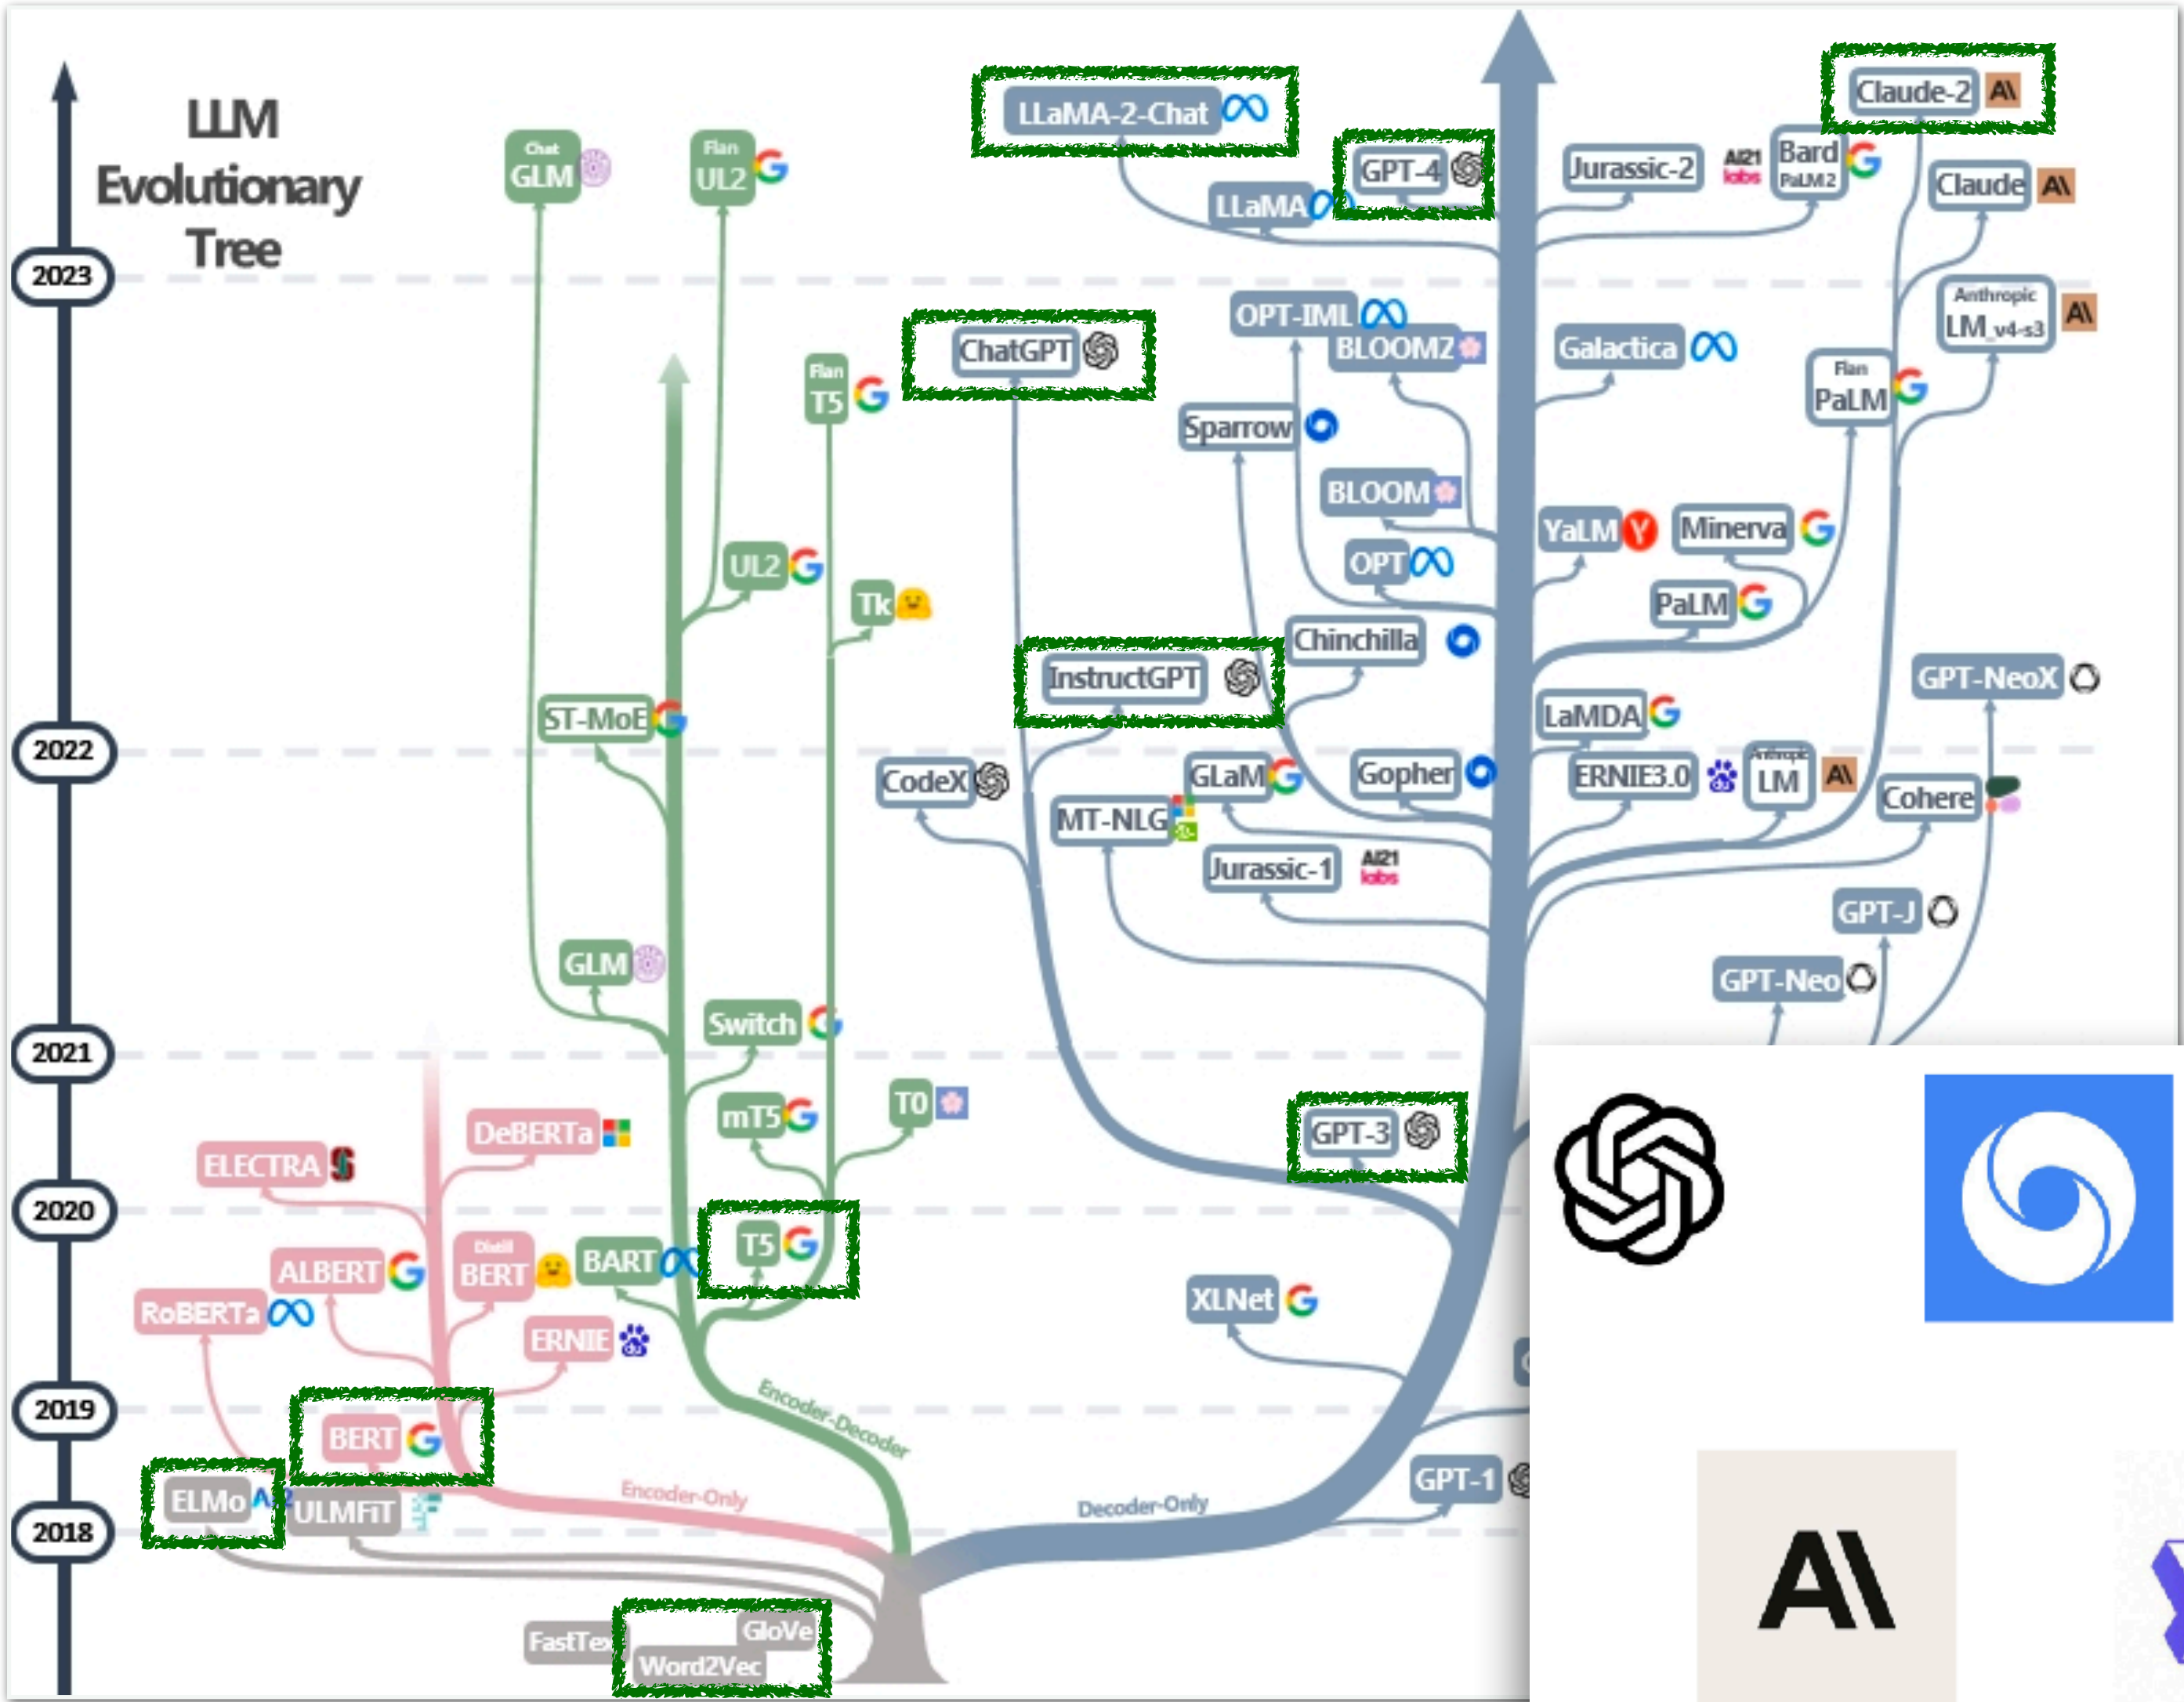 LLM
Evolutionary
Tree
2023
2022
2021
2020
2019
2018
Chat
GLM
Flan
UL2
LLaMA-2-Chat
GPT-4
LLaMA
Jurassic-2
AI21
labs
Bard
PaLM2
Claude-2
Claude
Anthropic
LM_v4-s3
ChatGPT
Flan
T5
OPT-IML
BLOOMZ
Galactica
Flan
PaLM
Sparrow
BLOOM
YaLM
Minerva
UL2
OPT
Tk
PaLM
Chinchilla
InstructGPT
GPT-NeoX
ST-MoE
LaMDA
CodeX
GLaM
Gopher
ERNIE3.0
Anthropic
LM
Cohere
MT-NLG
Jurassic-1
AI21
labs
GPT-J
GLM
GPT-Neo
Switch
mT5
T0
DeBERTa
GPT-3
ELECTRA
T5
BART
Distil
BERT
ALBERT
RoBERTa
XLNet
ERNIE
Encoder-Decoder
BERT
ELMo
ULMFiT
Encoder-Only
Decoder-Only
GPT-1
GloVe
Word2Vec